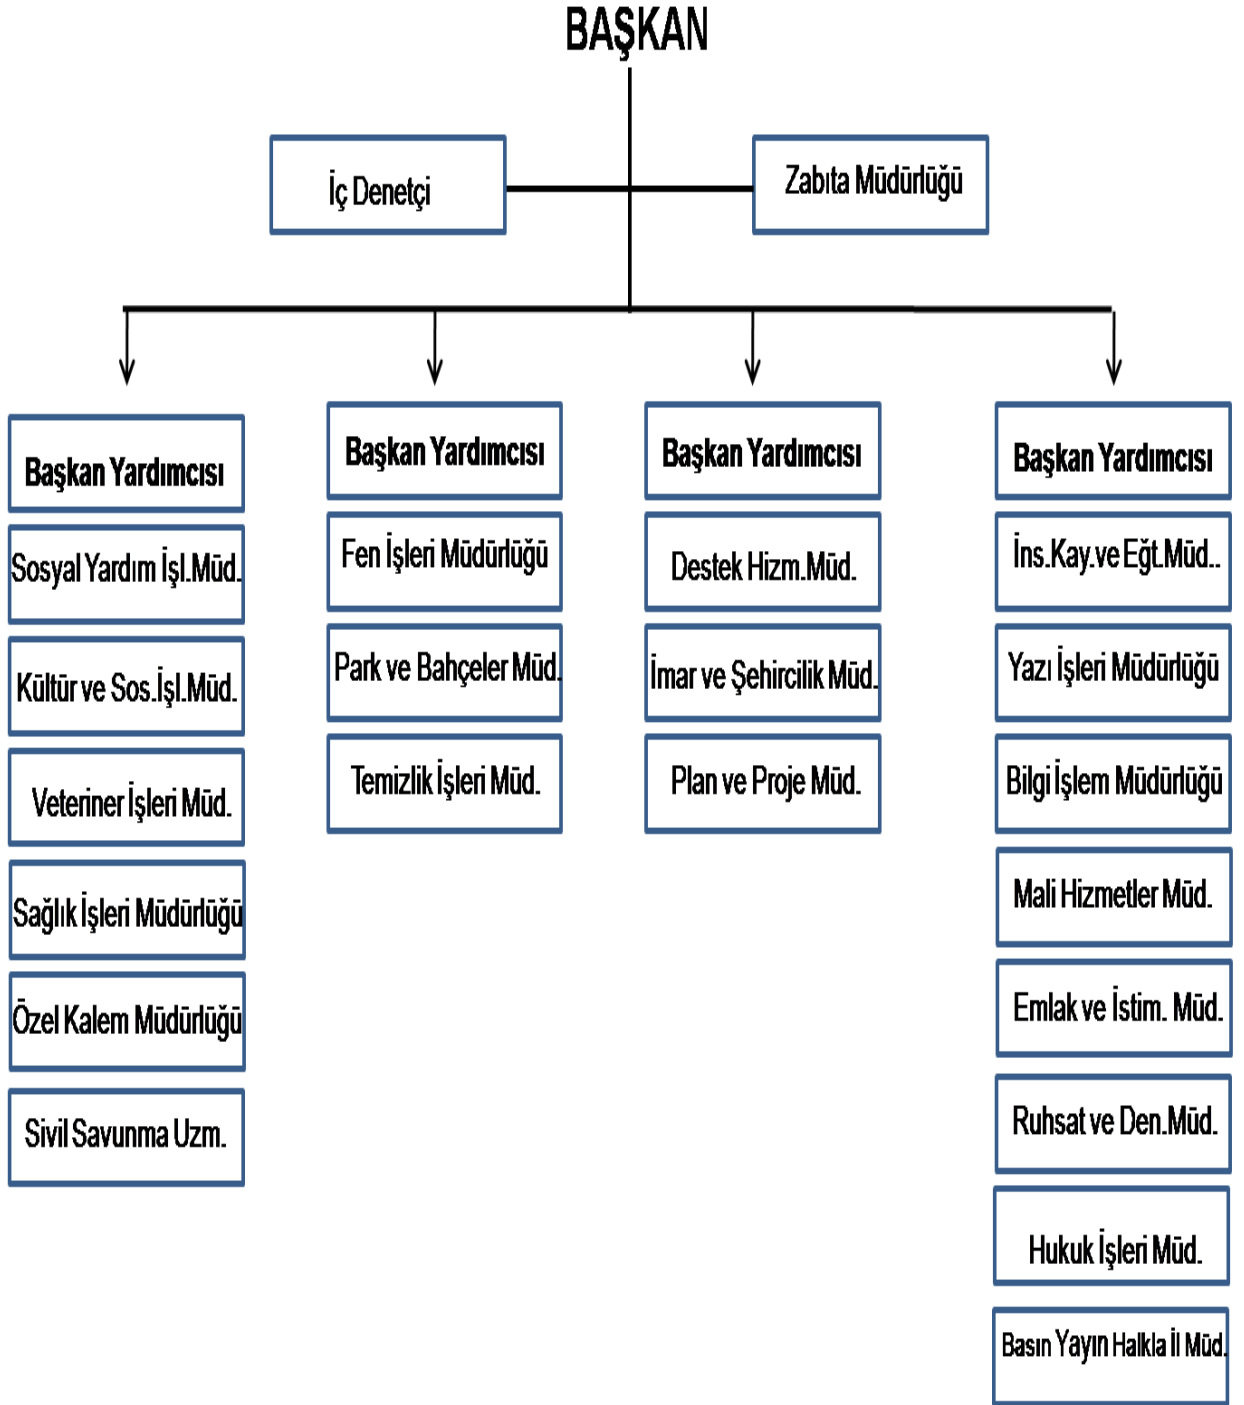 BAŞKAN
İç Denetçi
Zabıta Müdürlüğü
Başkan Yardımcısı
Sosyal Yardım İşl.Müd.
Kültür ve Sos.İşl.Müd.
Veteriner İşleri Müd.
Sağlık İşleri Müdürlüğü
Özel Kalem Müdürlüğü
Sivil Savunma Uzm.
Başkan Yardımcısı
Fen İşleri Müdürlüğü
Park ve Bahçeler Müd.
Temizlik İşleri Müd.
Başkan Yardımcısı
Destek Hizm.Müd.
İmar ve Şehircilik Müd.
Plan ve Proje Müd.
Başkan Yardımcısı
İns.Kay.ve Eğt.Müd..
Yazı İşleri Müdürlüğü
Bilgi İşlem Müdürlüğü
Mali Hizmetler Müd.
Emlak ve İstim. Müd.
Ruhsat ve Den.Müd.
Hukuk İşleri Müd.
Basın Yayın Halkla İl Müd.